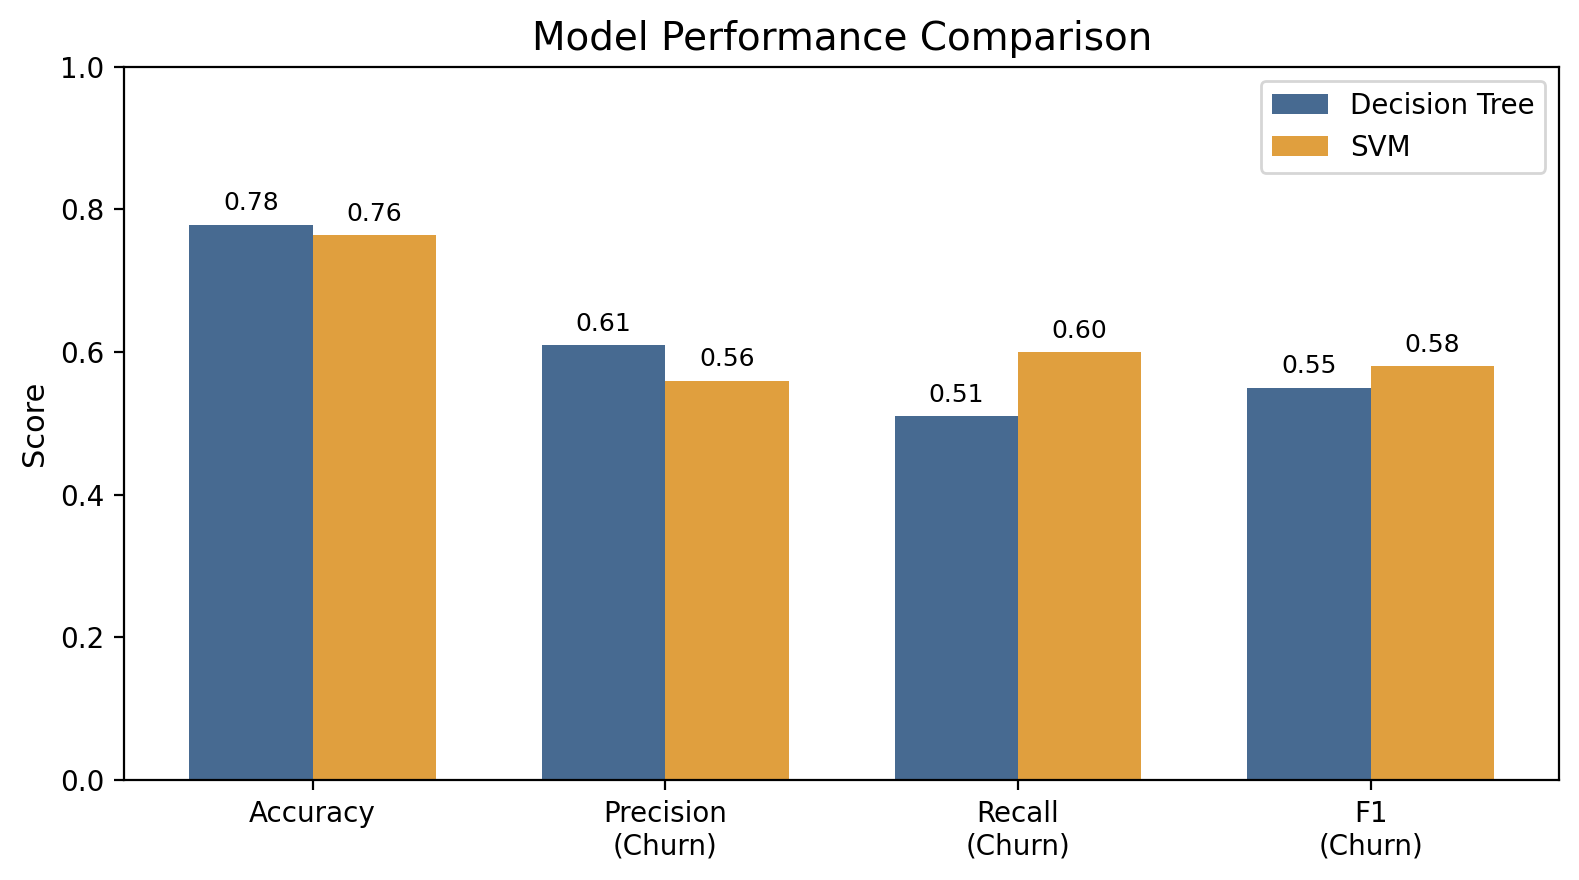 Model Performance Comparison
1.0
0.8
0.6
0.4
0.2
0.0
Score
Decision Tree
SVM
0.78
0.76
0.61
0.56
0.51
0.60
0.55
0.58
Accuracy
Precision
(Churn)
Recall
(Churn)
F1
(Churn)